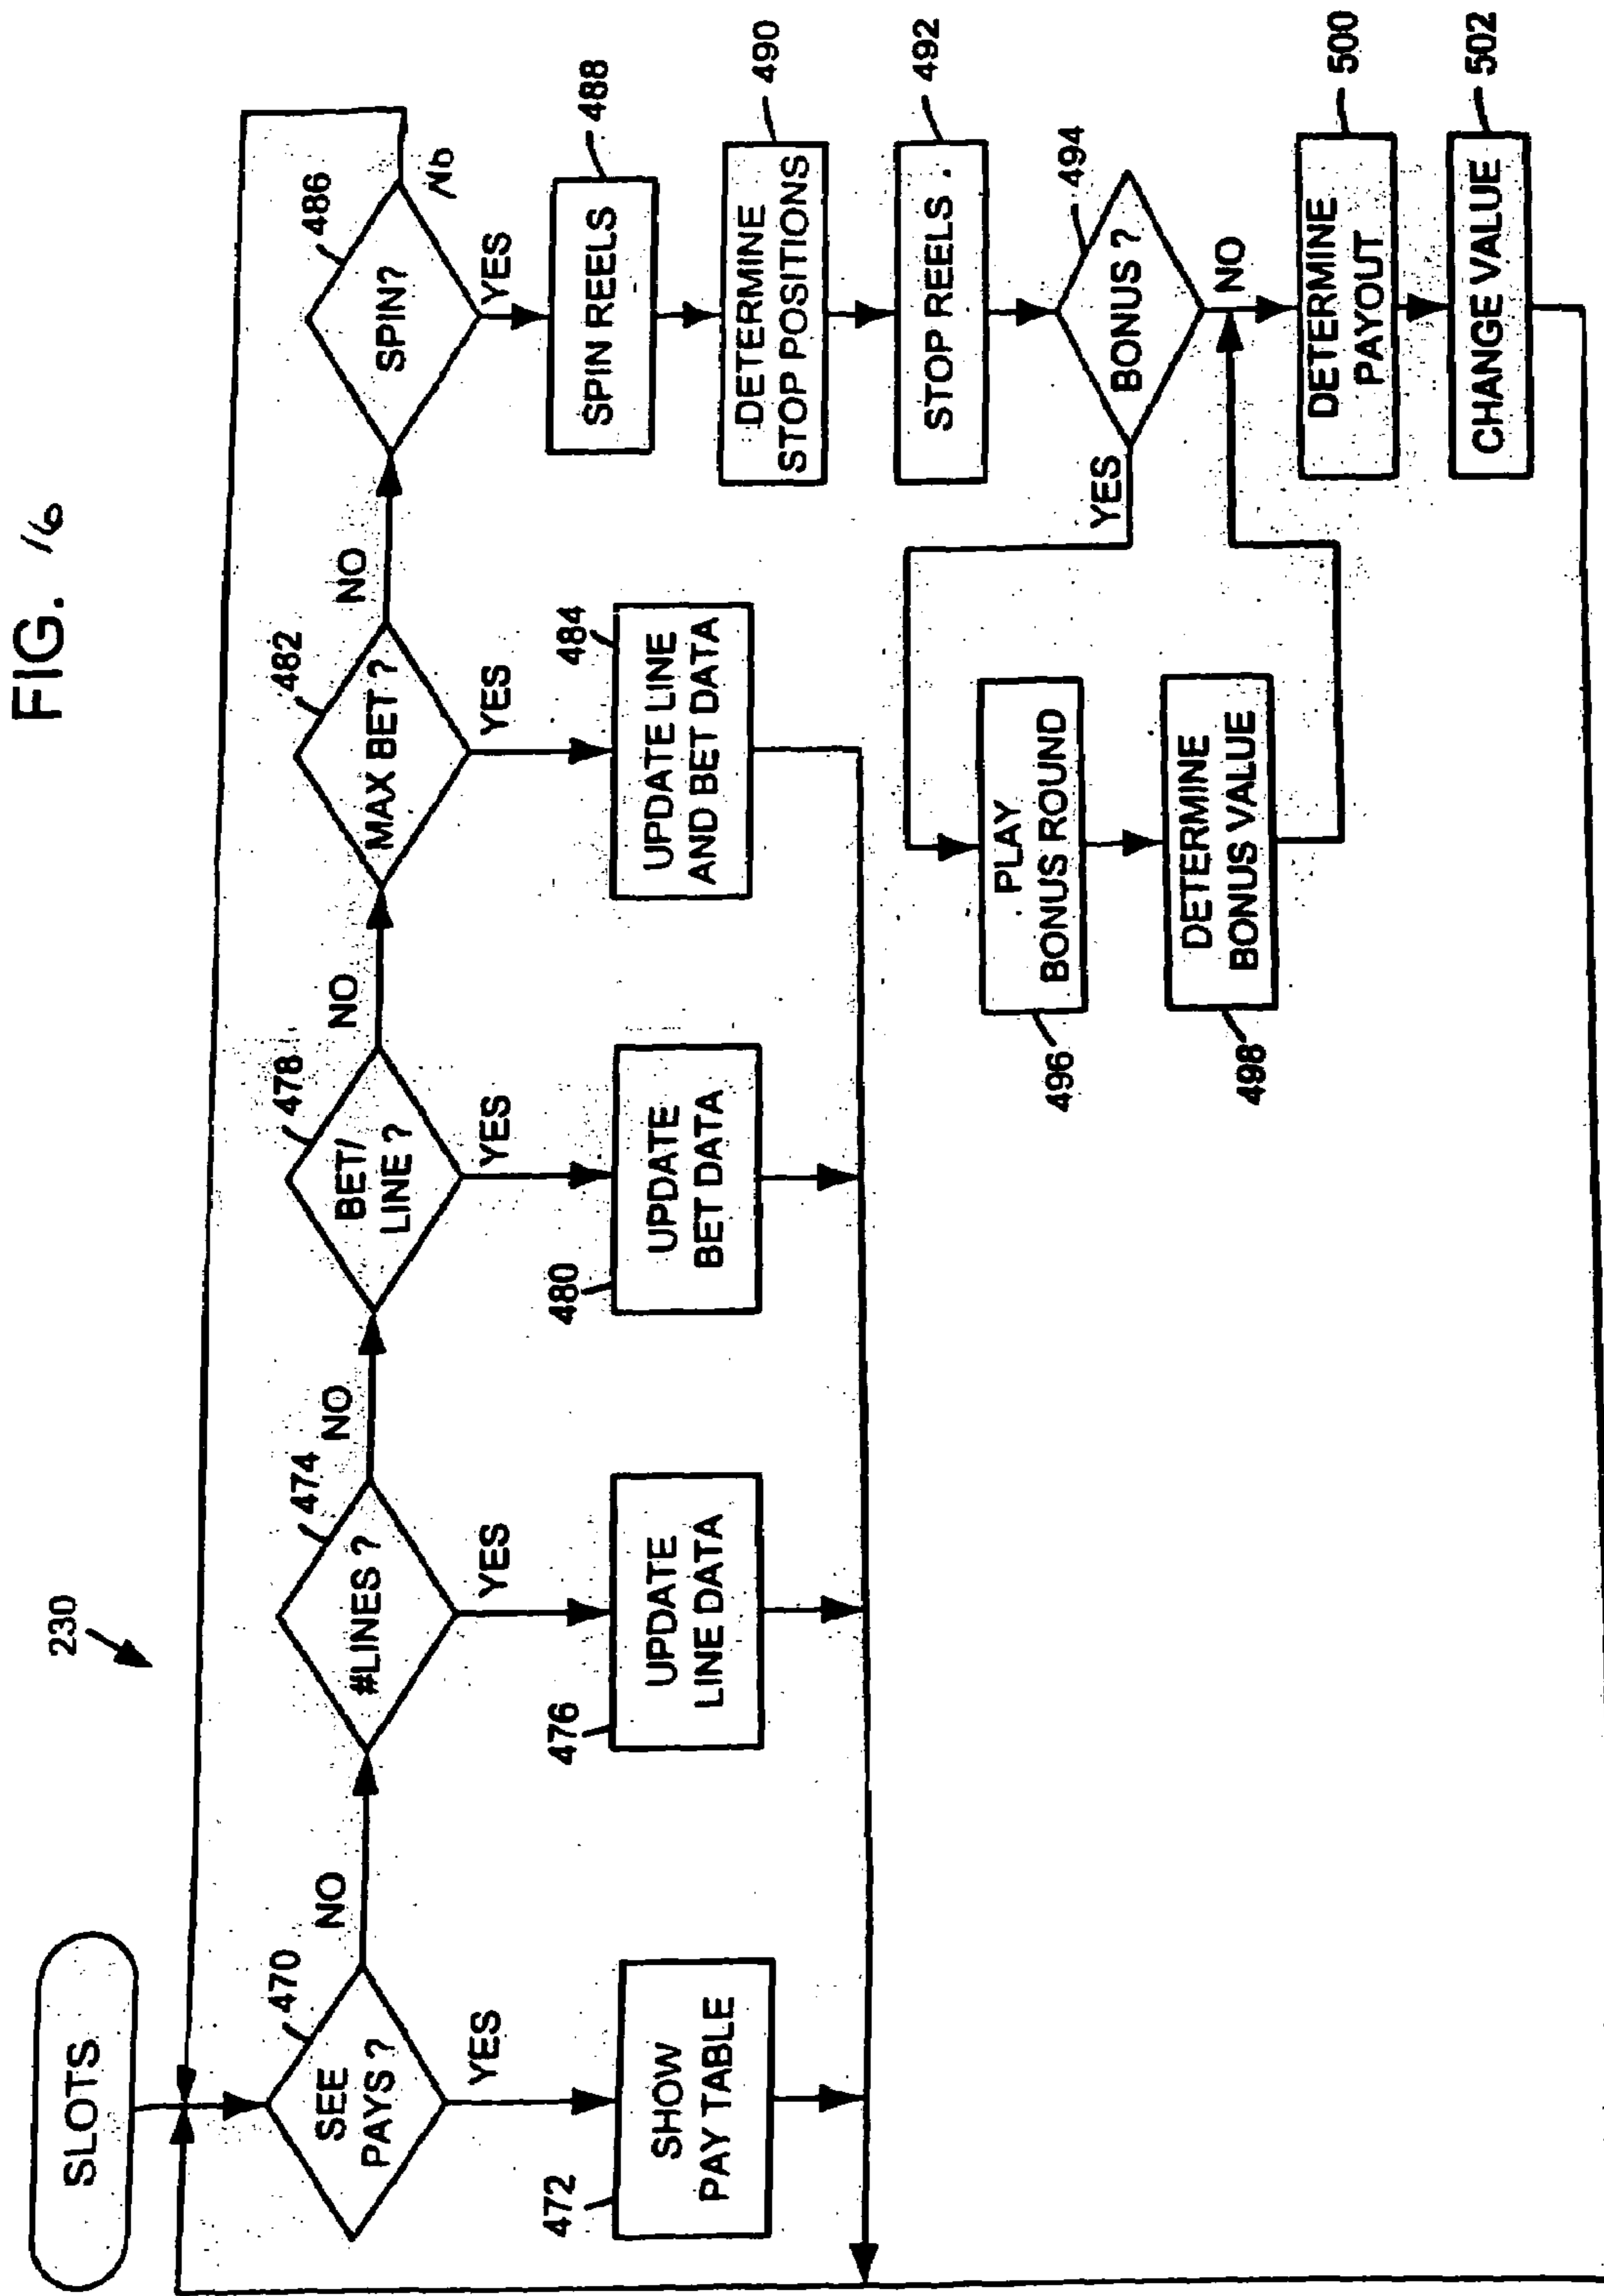 FIG. 16
230
SLOTS
470
SEE
PAYS ?
NO
YES
472
SHOW
PAY TABLE
474
#LINES ?
NO
YES
476
UPDATE
LINE DATA
478
BET/
LINE ?
NO
YES
480
UPDATE
BET DATA
482
MAX BET ?
NO
YES
484
UPDATE LINE
AND BET DATA
486
SPIN?
No
YES
488
SPIN REELS
490
DETERMINE
STOP POSITIONS
492
STOP REELS
494
BONUS ?
YES
NO
496
PLAY
BONUS ROUND
498
DETERMINE
BONUS VALUE
500
DETERMINE
PAYOUT
502
CHANGE VALUE